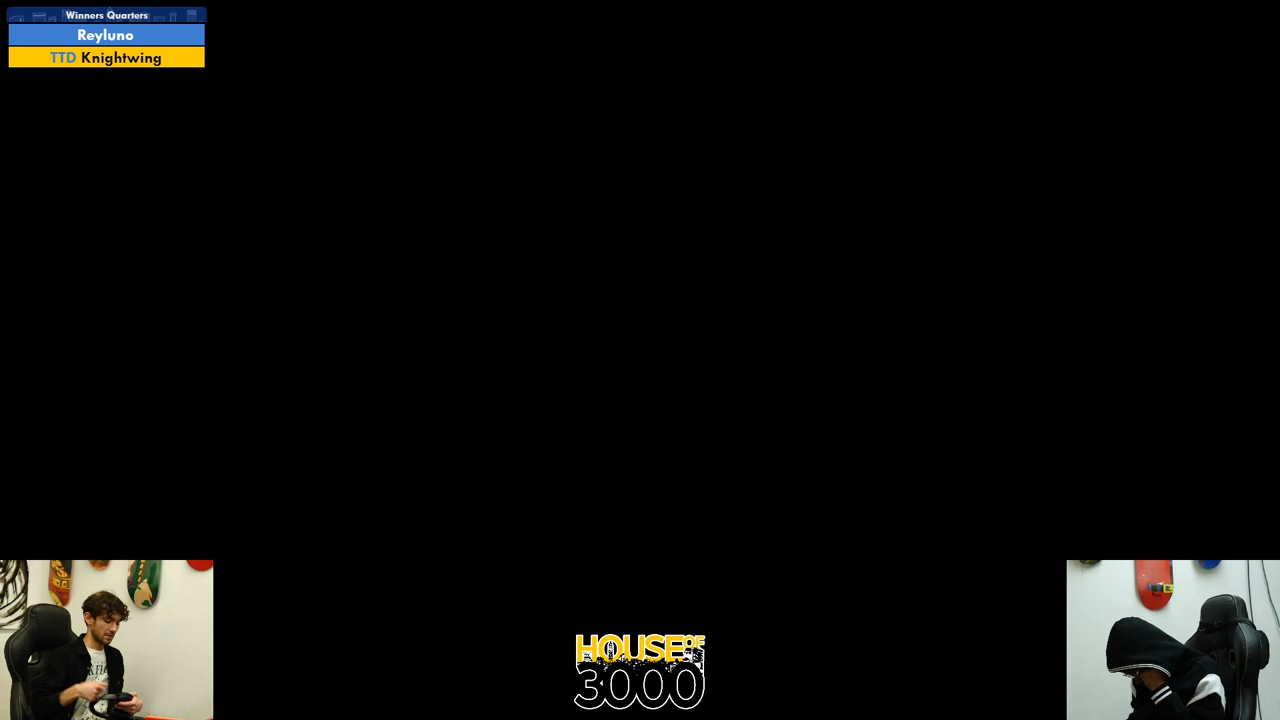 Winners Quarters
Reyluno
TTD Knightwing
HOUSE OF
3000